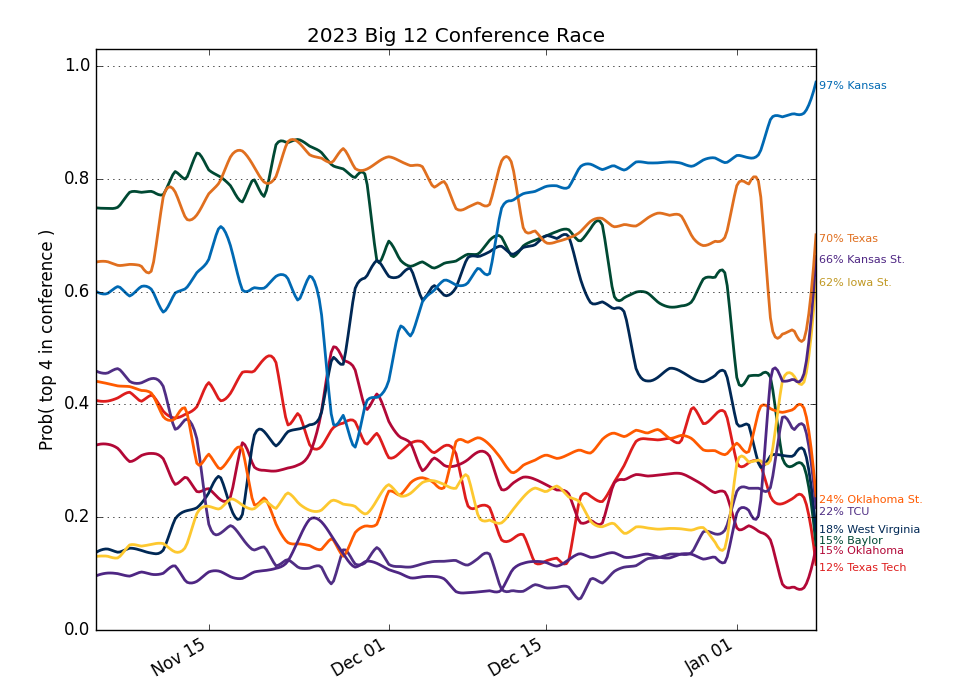 2023 Big 12 Conference Race
Prob( top 4 in conference )
1.0
0.8
0.6
0.4
0.2
0.0
Nov 15
Dec 01
Dec 15
Jan 01
97% Kansas
70% Texas
66% Kansas St.
62% Iowa St.
24% Oklahoma St.
22% TCU
18% West Virginia
15% Baylor
15% Oklahoma
12% Texas Tech